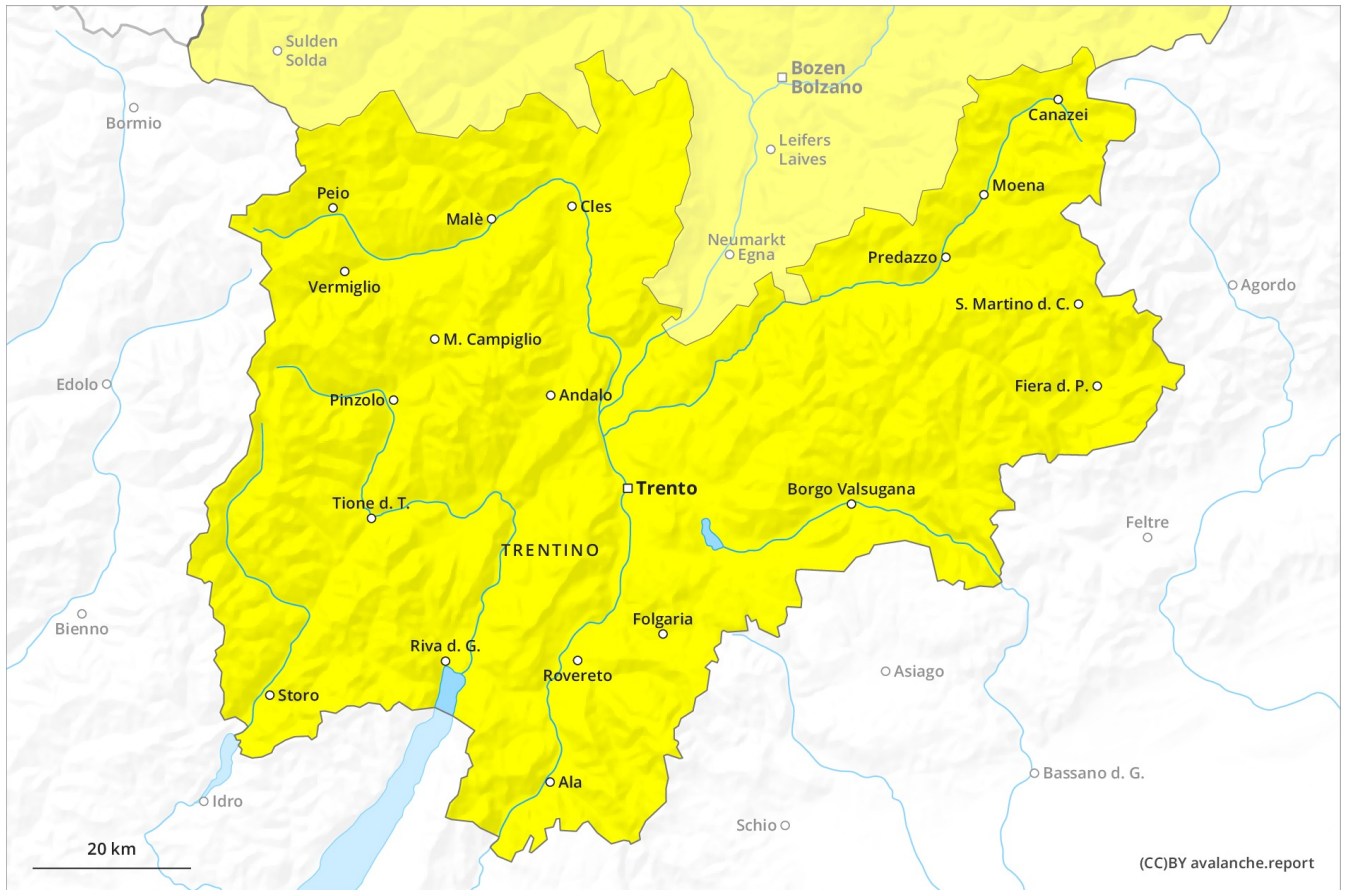 Sulden
Solda
Bozen
Bolzano
Bormio
Canazei
Leifers
Laives
Peio
Moena
Malè
Cles
Neumarkt
Egna
Predazzo
Vermiglio
Agordo
S. Martino d. C.
M. Campiglio
Edolo
Fiera d. P.
Pinzolo
Andalo
Trento
Borgo Valsugana
Tione d. T.
Feltre
TRENTINO
Bienno
Folgaria
Riva d. G.
Asiago
Rovereto
Storo
Bassano d. G.
Ala
Idro
Schio
20 km
(CC)BY avalanche.report